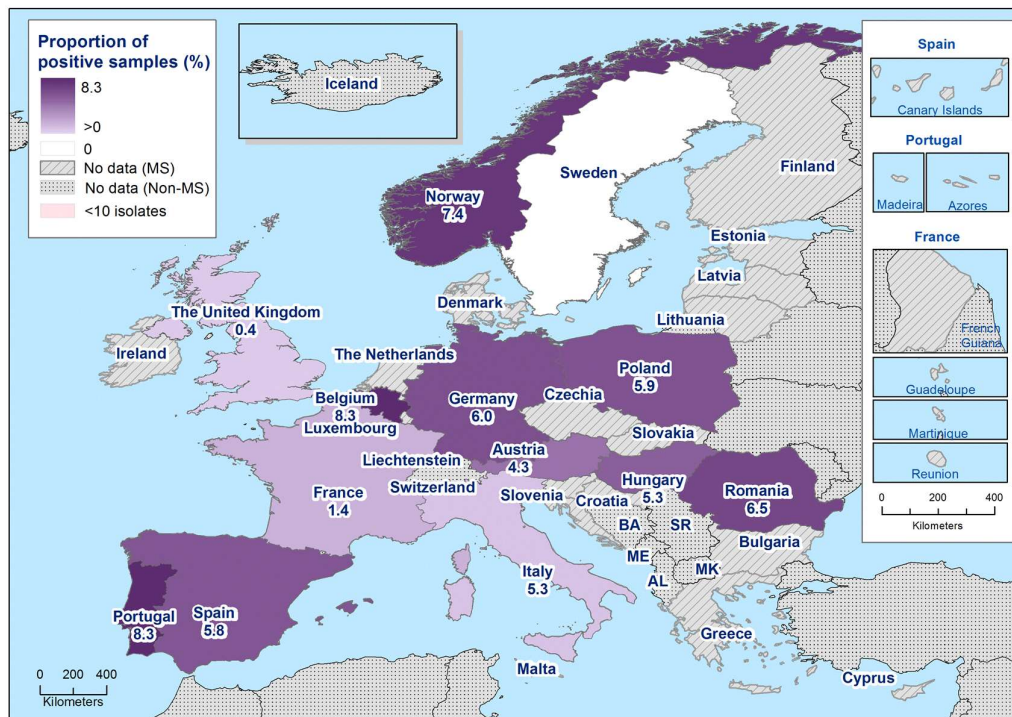 Proportion of
positive samples (%)
8.3
>0
0
No data (MS)
No data (Non-MS)
<10 isolates
Iceland
Norway
7.4
Sweden
Finland
Estonia
Latvia
Lithuania
Denmark
The United Kingdom
0.4
Ireland
The Netherlands
Belgium
8.3
Luxembourg
Germany
6.0
Poland
5.9
Czechia
Slovakia
Austria
4.3
Liechtenstein
Switzerland
France
1.4
Slovenia
Croatia
Hungary
5.3
Romania
6.5
BA
SR
Bulgaria
ME
MK
AL
Italy
5.3
Portugal
8.3
Spain
5.8
Greece
Malta
Cyprus
0 200 400
Kilometers
Spain
Canary Islands
Portugal
Madeira
Azores
France
French
Guiana
Guadeloupe
Martinique
Reunion
0 200 400
Kilometers